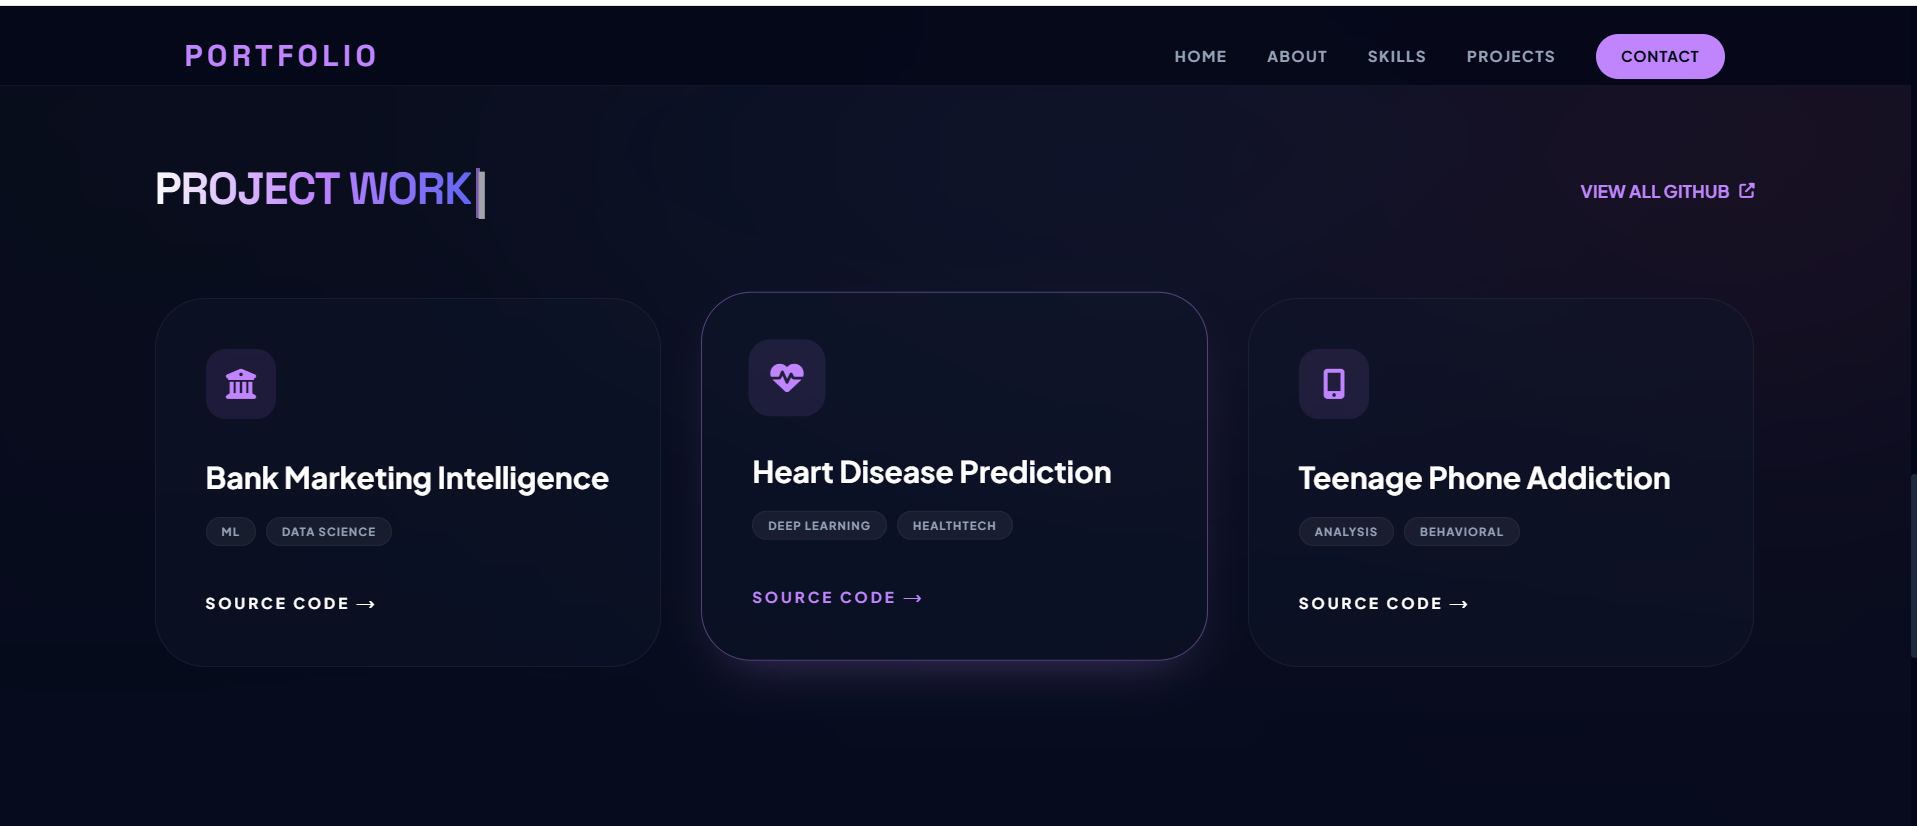 PORTFOLIO
HOME ABOUT SKILLS PROJECTS CONTACT
PROJECT WORK
VIEW ALL GITHUB
Bank Marketing Intelligence
ML DATA SCIENCE
SOURCE CODE →
Heart Disease Prediction
DEEP LEARNING HEALTHTECH
SOURCE CODE →
Teenage Phone Addiction
ANALYSIS BEHAVIORAL
SOURCE CODE →